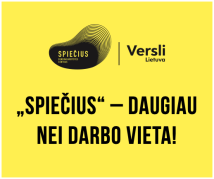 SPIEČIUS
Versli
Lietuva
„SPIEČIUS“ – DAUGIAU
NEI DARBO VIETA!